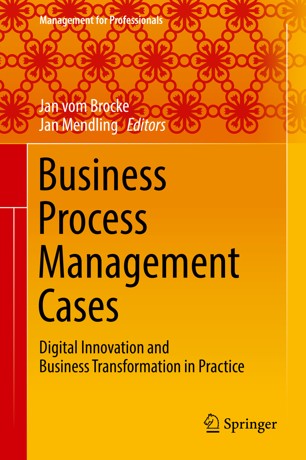 Management for Professionals
Jan vom Brocke
Jan Mendling Editors
Business
Process
Management
Cases
Digital Innovation and
Business Transformation in Practice
Springer